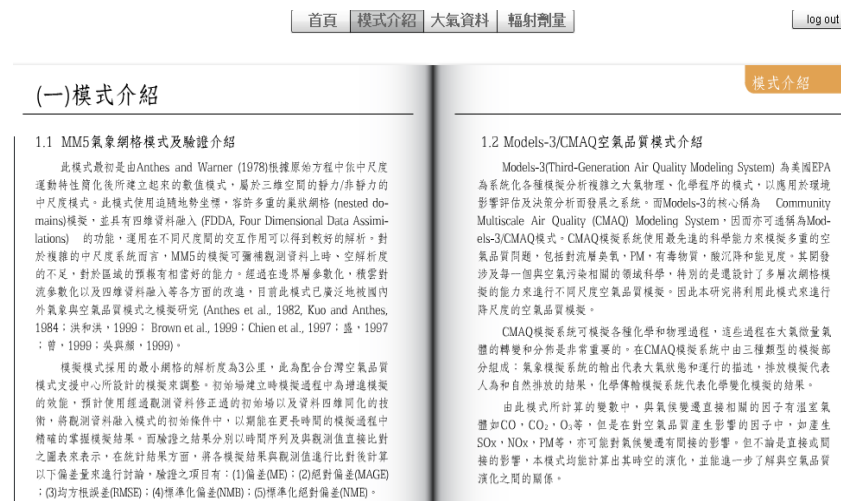 首頁 模式介紹 大氣資料 輻射劑量 log out
模式介紹
(一)模式介紹
1.1 MM5氣象網格模式及驗證介紹
此模式最初是由Anthes and Warner (1978)根據原始方程中依中尺度
運動特性簡化後所建立起來的數值模式，屬於三維空間的靜力/非靜力的
中尺度模式。此模式使用追隨地勢坐標，容許多重的巢狀網格 (nested do-
mains)模擬，並具有四維資料融入 (FDDA, Four Dimensional Data Assimi-
lations) 的功能，運用在不同尺度間的交互作用可以得到較好的解析。對
於複雜的中尺度系統而言，MM5的模擬可彌補觀測資料上時、空解析度
的不足，對於區域的預報有相當好的能力。經過在邊界層參數化，積雲對
流參數化以及四維資料融入等各方面的改進，目前此模式已廣泛地被國內
外氣象與空氣品質模式之模擬研究 (Anthes et al., 1982, Kuo and Anthes,
1984；洪和洪，1999； Brown et al., 1999；Chien et al., 1997；盛，1997
；曾，1999；吳與賴，1999)。
模擬模式採用的最小網格的解析度為3公里，此為配合台灣空氣品質
模式支援中心所設計的模擬來調整。初始場建立時模擬過程中為增進模擬
的效能，預計使用經過觀測資料修正過的初始場以及資料四維同化的技
術，將觀測資料融入模式的初始條件中，以期能在更長時間的模擬過程中
精確的掌握模擬結果。而驗證之結果分別以時間序列及與觀測值直接比對
之圖表來表示，在統計結果方面，將各模擬結果與觀測值進行比對後計算
以下偏差量來進行討論，驗證之項目有：(1)偏差(ME)；(2)絕對偏差(MAGE)
；(3)均方根誤差(RMSE)；(4)標準化偏差(NMB)；(5)標準化絕對偏差(NME)。
1.2 Models-3/CMAQ空氣品質模式介紹
Models-3(Third-Generation Air Quality Modeling System) 為美國EPA
為系統化各種模擬分析複雜之大氣物理、化學程序的模式，以應用於環境
影響評估及決策分析而發展之系統。而Models-3的核心稱為 Community
Multiscale Air Quality (CMAQ) Modeling System，因而亦可通稱為Mod-
els-3/CMAQ模式。CMAQ模擬系統使用最先進的科學能力來模擬多重的空
氣品質問題，包括對流層臭氧，PM，有毒物質，酸沉降和能見度。其開發
涉及每一個與空氣污染相關的領域科學，特別的是還設計了多層次網格模
擬的能力來進行不同尺度空氣品質模擬。因此本研究將利用此模式來進行
降尺度的空氣品質模擬。
CMAQ模擬系統可模擬各種化學和物理過程，這些過程在大氣微量氣
體的轉變和分佈是非常重要的。在CMAQ模擬系統中由三種類型的模擬部
分組成：氣象模擬系統的輸出代表大氣狀態和運行的描述，排放模擬代表
人為和自然排放的結果，化學傳輸模擬系統代表化學變化模擬的結果。
由此模式所計算的變數中，與氣候變遷直接相關的因子有溫室氣
體如CO，CO₂，O₃等，但是在對空氣品質產生影響的因子中，如產生
SOx，NOx，PM等，亦可能對氣候變遷有間接的影響。但不論是直接或間
接的影響，本模式均能計算出其時空的演化，並能進一步了解與空氣品質
演化之間的關係。